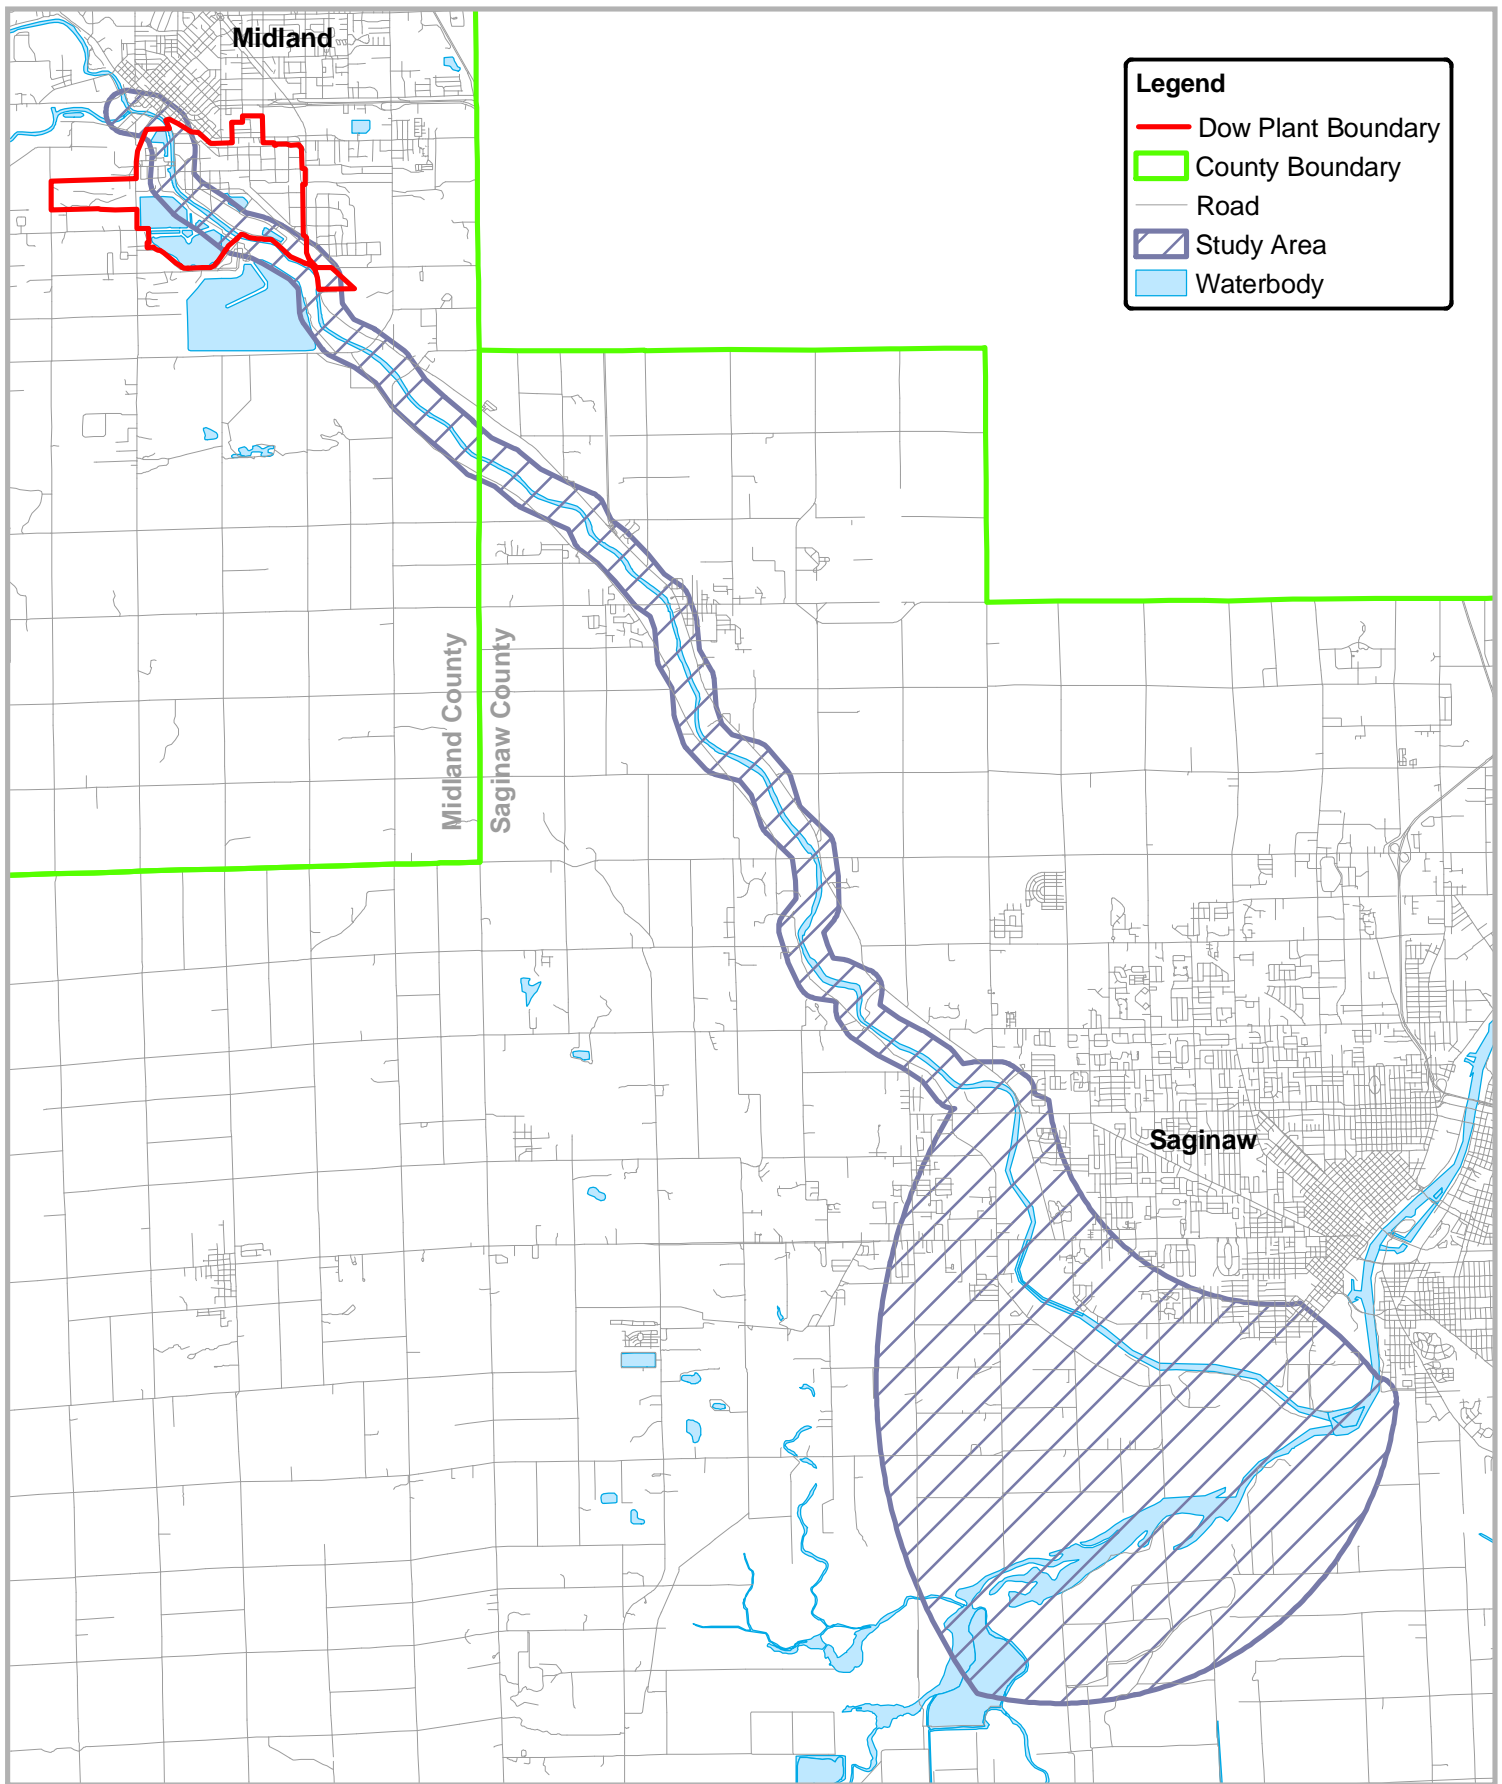 Midland
Legend
Dow Plant Boundary
County Boundary
Road
Study Area
Waterbody
Midland County
Saginaw County
Saginaw